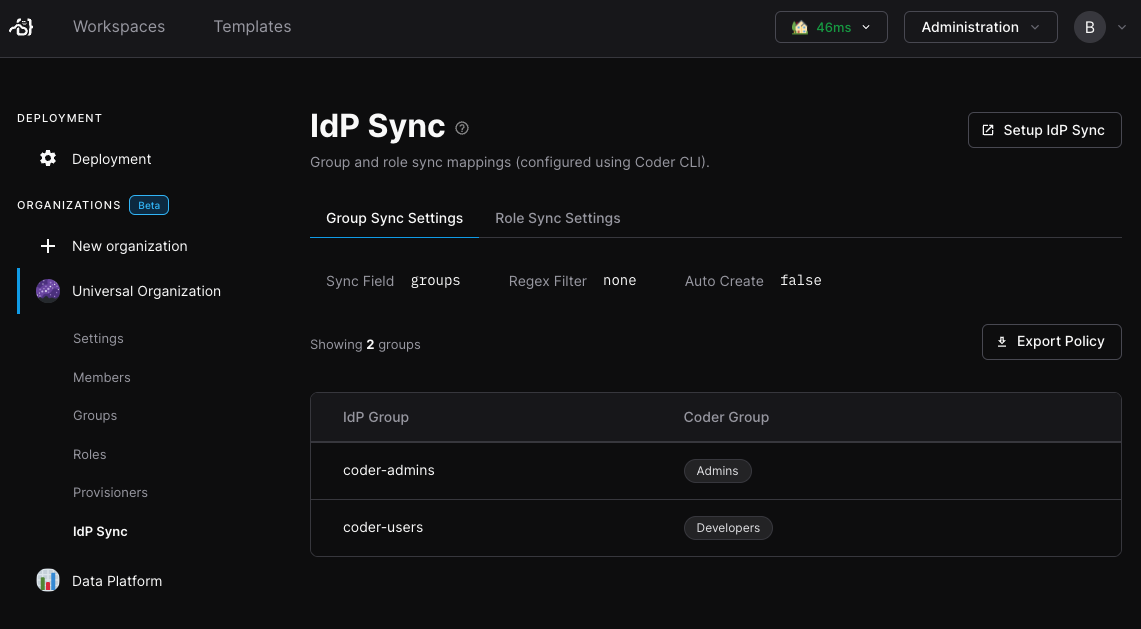 Workspaces Templates 46ms Administration B
DEPLOYMENT
Deployment
ORGANIZATIONS Beta
New organization
Universal Organization
Settings
Members
Groups
Roles
Provisioners
IdP Sync
Data Platform
IdP Sync
Setup IdP Sync
Group and role sync mappings (configured using Coder CLI).
Group Sync Settings Role Sync Settings
Sync Field groups Regex Filter none Auto Create false
Showing 2 groups
Export Policy
IdP Group Coder Group
coder-admins Admins
coder-users Developers